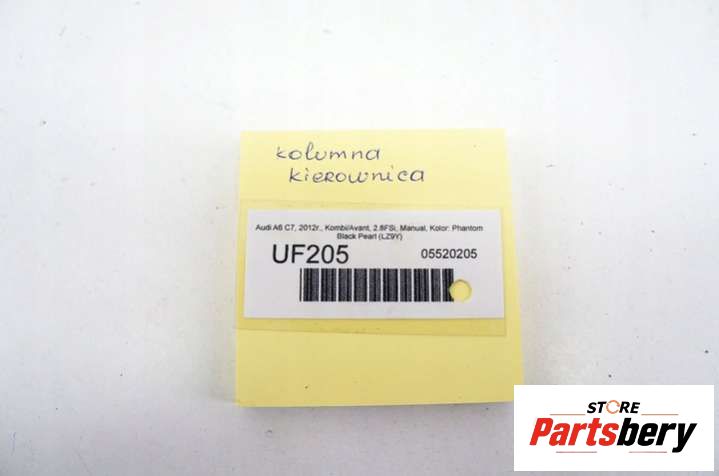 kolumna
kierownica
Audi A6 C7, 2012r., Kombi/Avant, 2.8FSi, Manual, Kolor: Phantom
Black Pearl (LZ9Y)
UF205 05520205
STORE
Partsbery